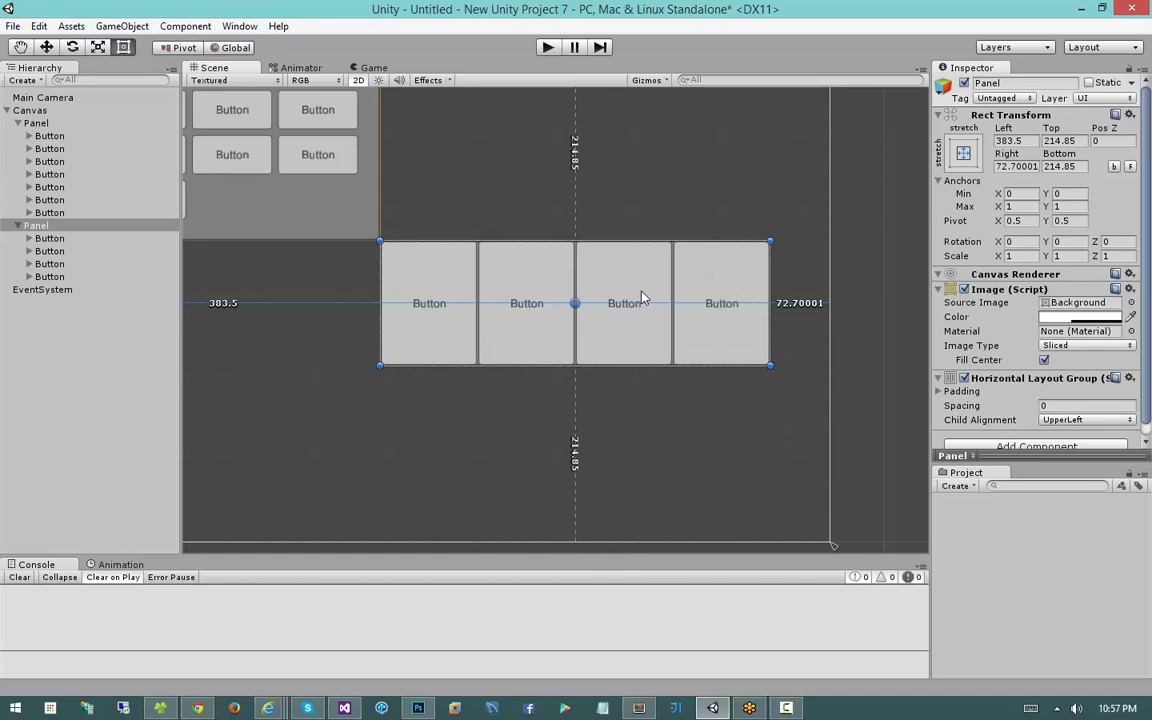 Unity - Untitled - New Unity Project 7 - PC, Mac & Linux Standalone* <DX11>
File Edit Assets GameObject Component Window Help
Pivot Global Layers Layout
Hierarchy
Create All
Main Camera
Canvas
Panel
Button
Button
Button
Button
Button
Button
Button
Panel
Button
Button
Button
Button
EventSystem
Scene Animator Game
Textured RGB 2D Effects Gizmos All
Button Button
Button Button
214.85
383.5 Button Button Button Button 72.70001
214.85
Inspector
Panel Static
Tag Untagged Layer UI
Rect Transform
stretch Left Top Pos Z
stretch 383.5 214.85 0
Right Bottom
72.70001 214.85 b F
Anchors
Min X 0 Y 0
Max X 1 Y 1
Pivot X 0.5 Y 0.5
Rotation X 0 Y 0 Z 0
Scale X 1 Y 1 Z 1
Canvas Renderer
Image (Script)
Source Image Background
Color
Material None (Material)
Image Type Sliced
Fill Center
Horizontal Layout Group (S
Padding
Spacing 0
Child Alignment UpperLeft
Add Component
Panel
Project
Create
Console Animation
Clear Collapse Clear on Play Error Pause 0 0 0
10:57 PM